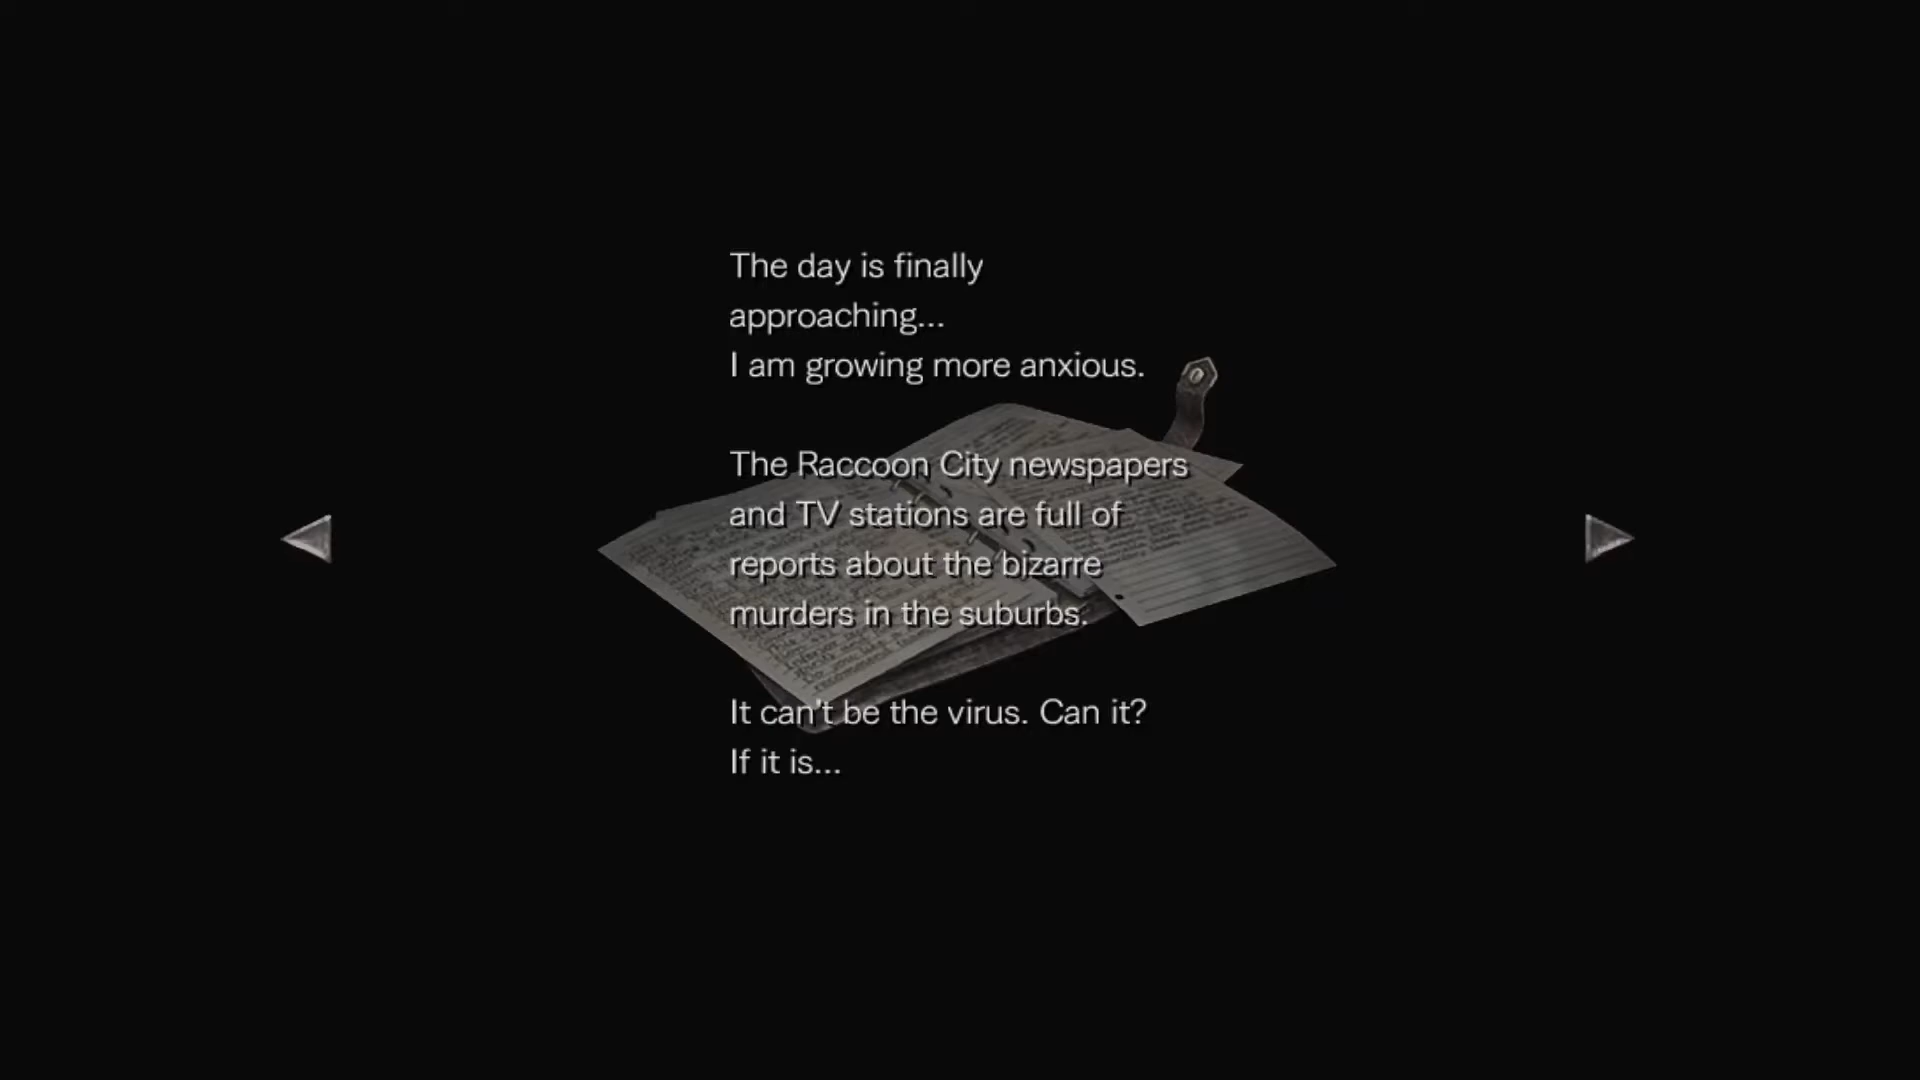 The day is finally
approaching...
I am growing more anxious.
The Raccoon City newspapers
and TV stations are full of
reports about the bizarre
murders in the suburbs.
It can't be the virus. Can it?
If it is...